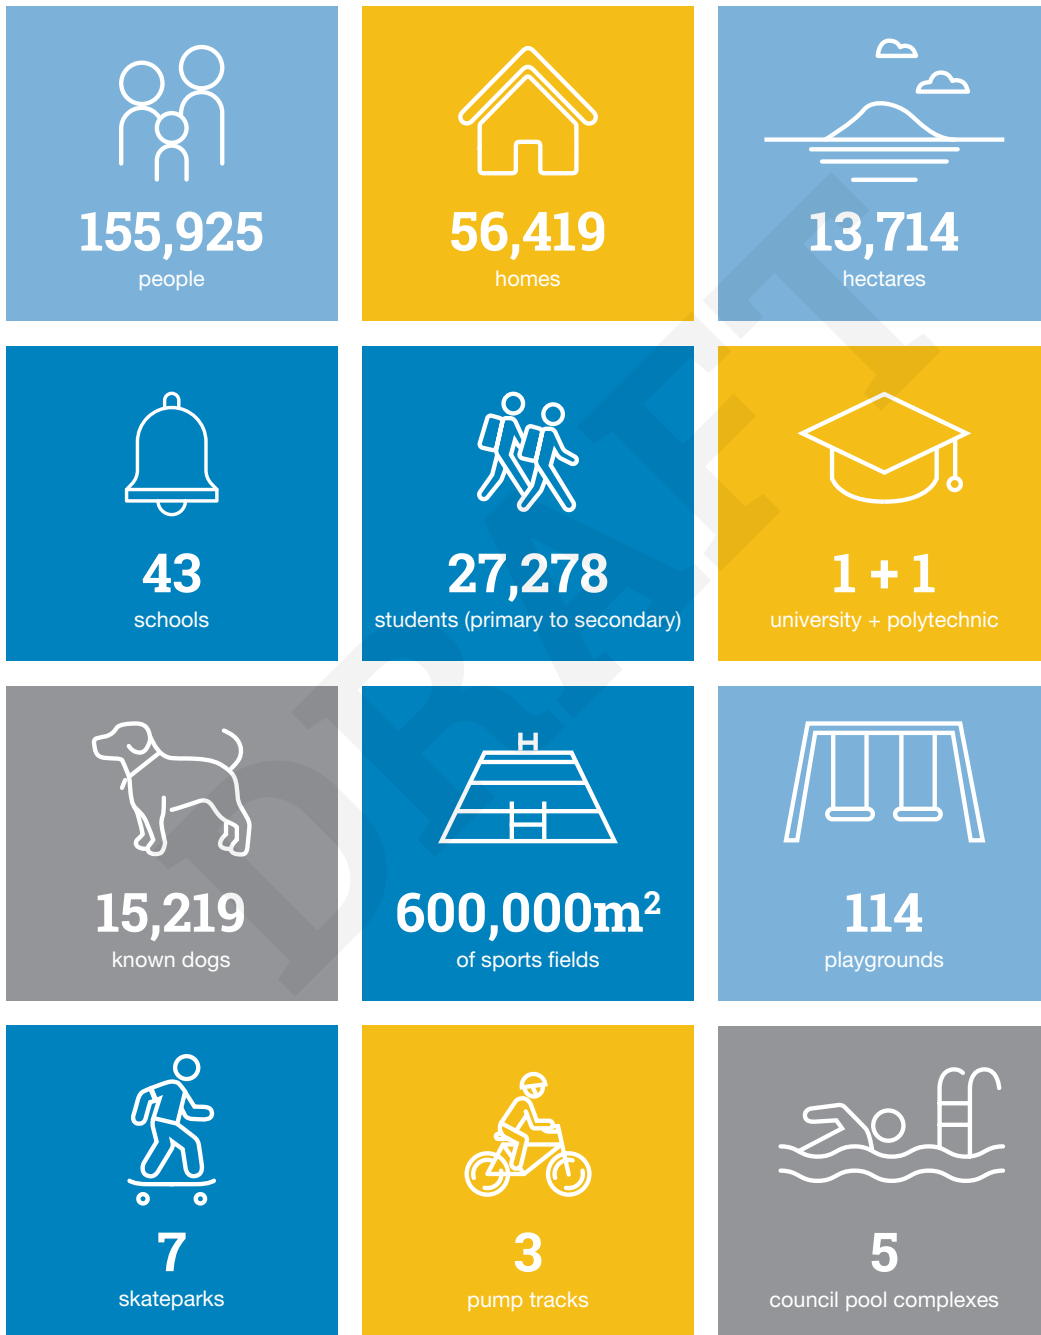 155,925
people
56,419
homes
13,714
hectares
43
schools
27,278
students (primary to secondary)
1 + 1
university + polytechnic
15,219
known dogs
600,000m²
of sports fields
114
playgrounds
7
skateparks
3
pump tracks
5
council pool complexes
DRAFT